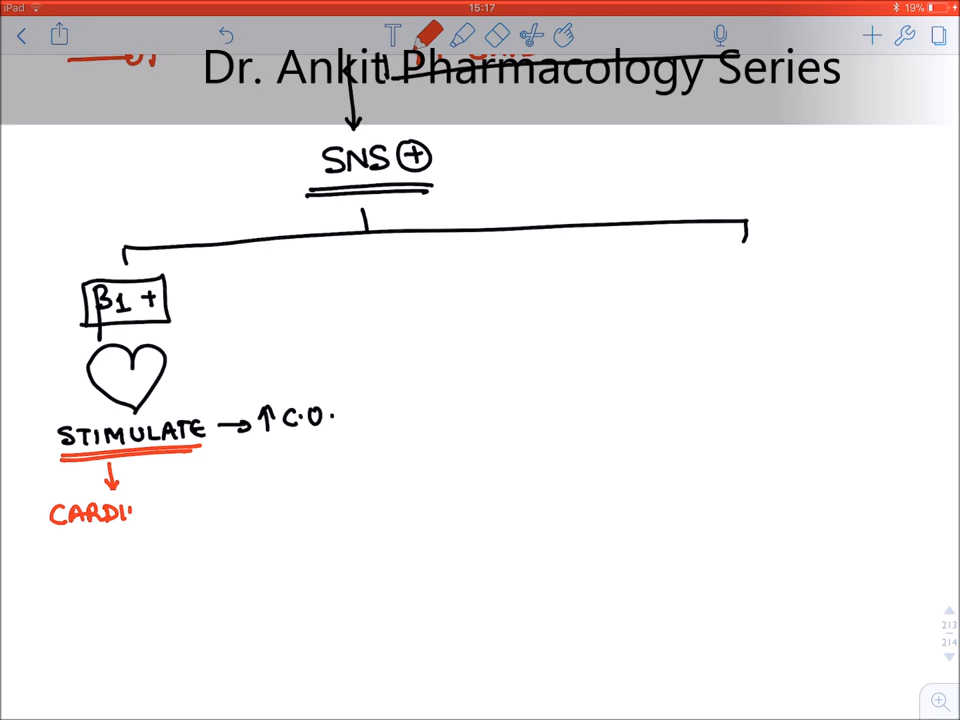 iPad 15:17 19%
Dr. Ankit Pharmacology Series
SNS +
β1 +
STIMULATE → ↑ C.O.
CARDI
213
214